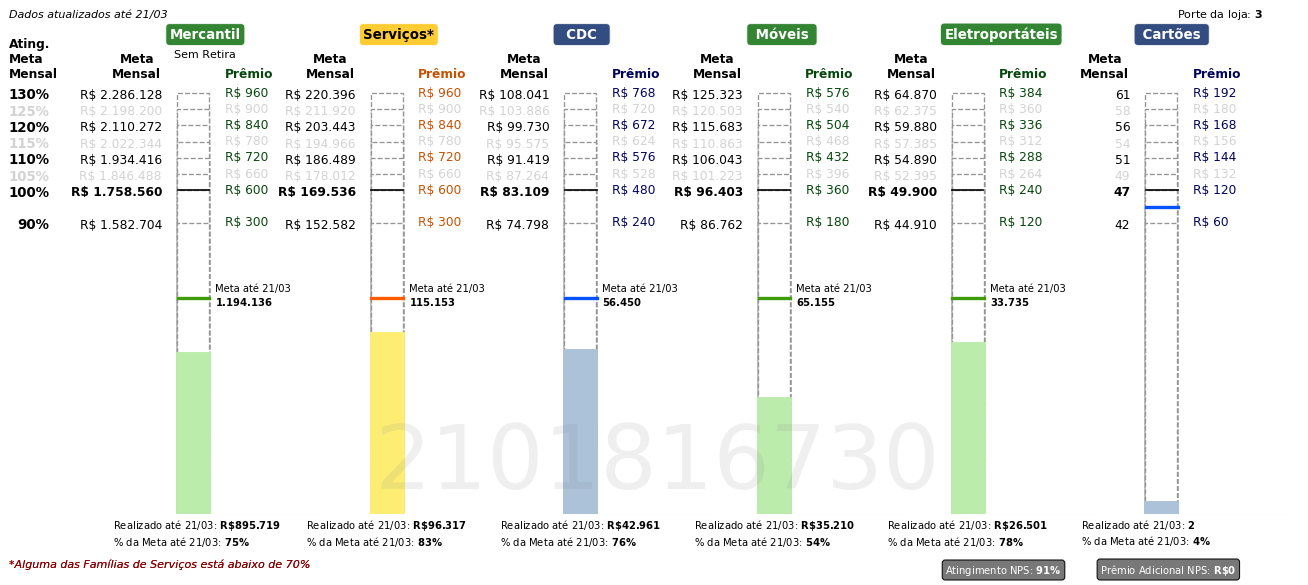 Dados atualizados até 21/03 Porte da loja: 3
Mercantil Serviços* CDC Móveis Eletroportáteis Cartões
Sem Retira
Ating. Meta Mensal Meta Mensal Prêmio Meta Mensal Prêmio Meta Mensal Prêmio Meta Mensal Prêmio Meta Mensal Prêmio Meta Mensal Prêmio
130% R$ 2.286.128 R$ 960 R$ 220.396 R$ 960 R$ 108.041 R$ 768 R$ 125.323 R$ 576 R$ 64.870 R$ 384 61 R$ 192
125% R$ 2.198.200 R$ 900 R$ 211.920 R$ 900 R$ 103.886 R$ 720 R$ 120.503 R$ 540 R$ 62.375 R$ 360 58 R$ 180
120% R$ 2.110.272 R$ 840 R$ 203.443 R$ 840 R$ 99.730 R$ 672 R$ 115.683 R$ 504 R$ 59.880 R$ 336 56 R$ 168
115% R$ 2.022.344 R$ 780 R$ 194.966 R$ 780 R$ 95.575 R$ 624 R$ 110.863 R$ 468 R$ 57.385 R$ 312 54 R$ 156
110% R$ 1.934.416 R$ 720 R$ 186.489 R$ 720 R$ 91.419 R$ 576 R$ 106.043 R$ 432 R$ 54.890 R$ 288 51 R$ 144
105% R$ 1.846.488 R$ 660 R$ 178.012 R$ 660 R$ 87.264 R$ 528 R$ 101.223 R$ 396 R$ 52.395 R$ 264 49 R$ 132
100% R$ 1.758.560 R$ 600 R$ 169.536 R$ 600 R$ 83.109 R$ 480 R$ 96.403 R$ 360 R$ 49.900 R$ 240 47 R$ 120
90% R$ 1.582.704 R$ 300 R$ 152.582 R$ 300 R$ 74.798 R$ 240 R$ 86.762 R$ 180 R$ 44.910 R$ 120 42 R$ 60
Meta até 21/03 Meta até 21/03 Meta até 21/03 Meta até 21/03 Meta até 21/03
1.194.136 115.153 56.450 65.155 33.735
2101816730
Realizado até 21/03: R$895.719 Realizado até 21/03: R$96.317 Realizado até 21/03: R$42.961 Realizado até 21/03: R$35.210 Realizado até 21/03: R$26.501 Realizado até 21/03: 2
% da Meta até 21/03: 75% % da Meta até 21/03: 83% % da Meta até 21/03: 76% % da Meta até 21/03: 54% % da Meta até 21/03: 78% % da Meta até 21/03: 4%
*Alguma das Famílias de Serviços está abaixo de 70% Atingimento NPS: 91% Prêmio Adicional NPS: R$0